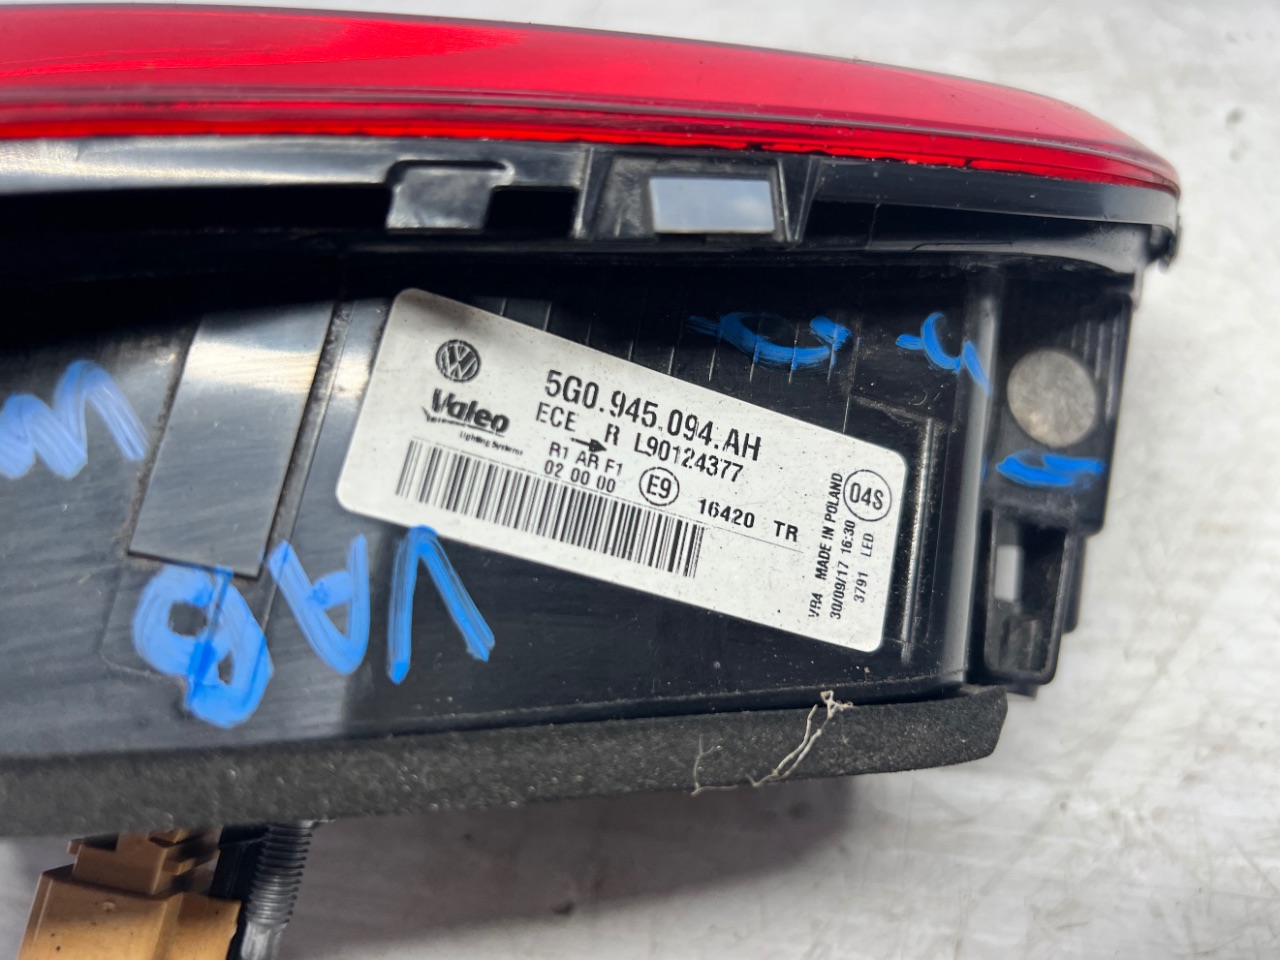 VW
5G0.945.094.AH
Valeo
Lighting Systems
ECE R L90124377
R1 AR F1
02 00 00
E9
16420 TR
04S
VR4 MADE IN POLAND
30/09/17 16:30
3791 LED